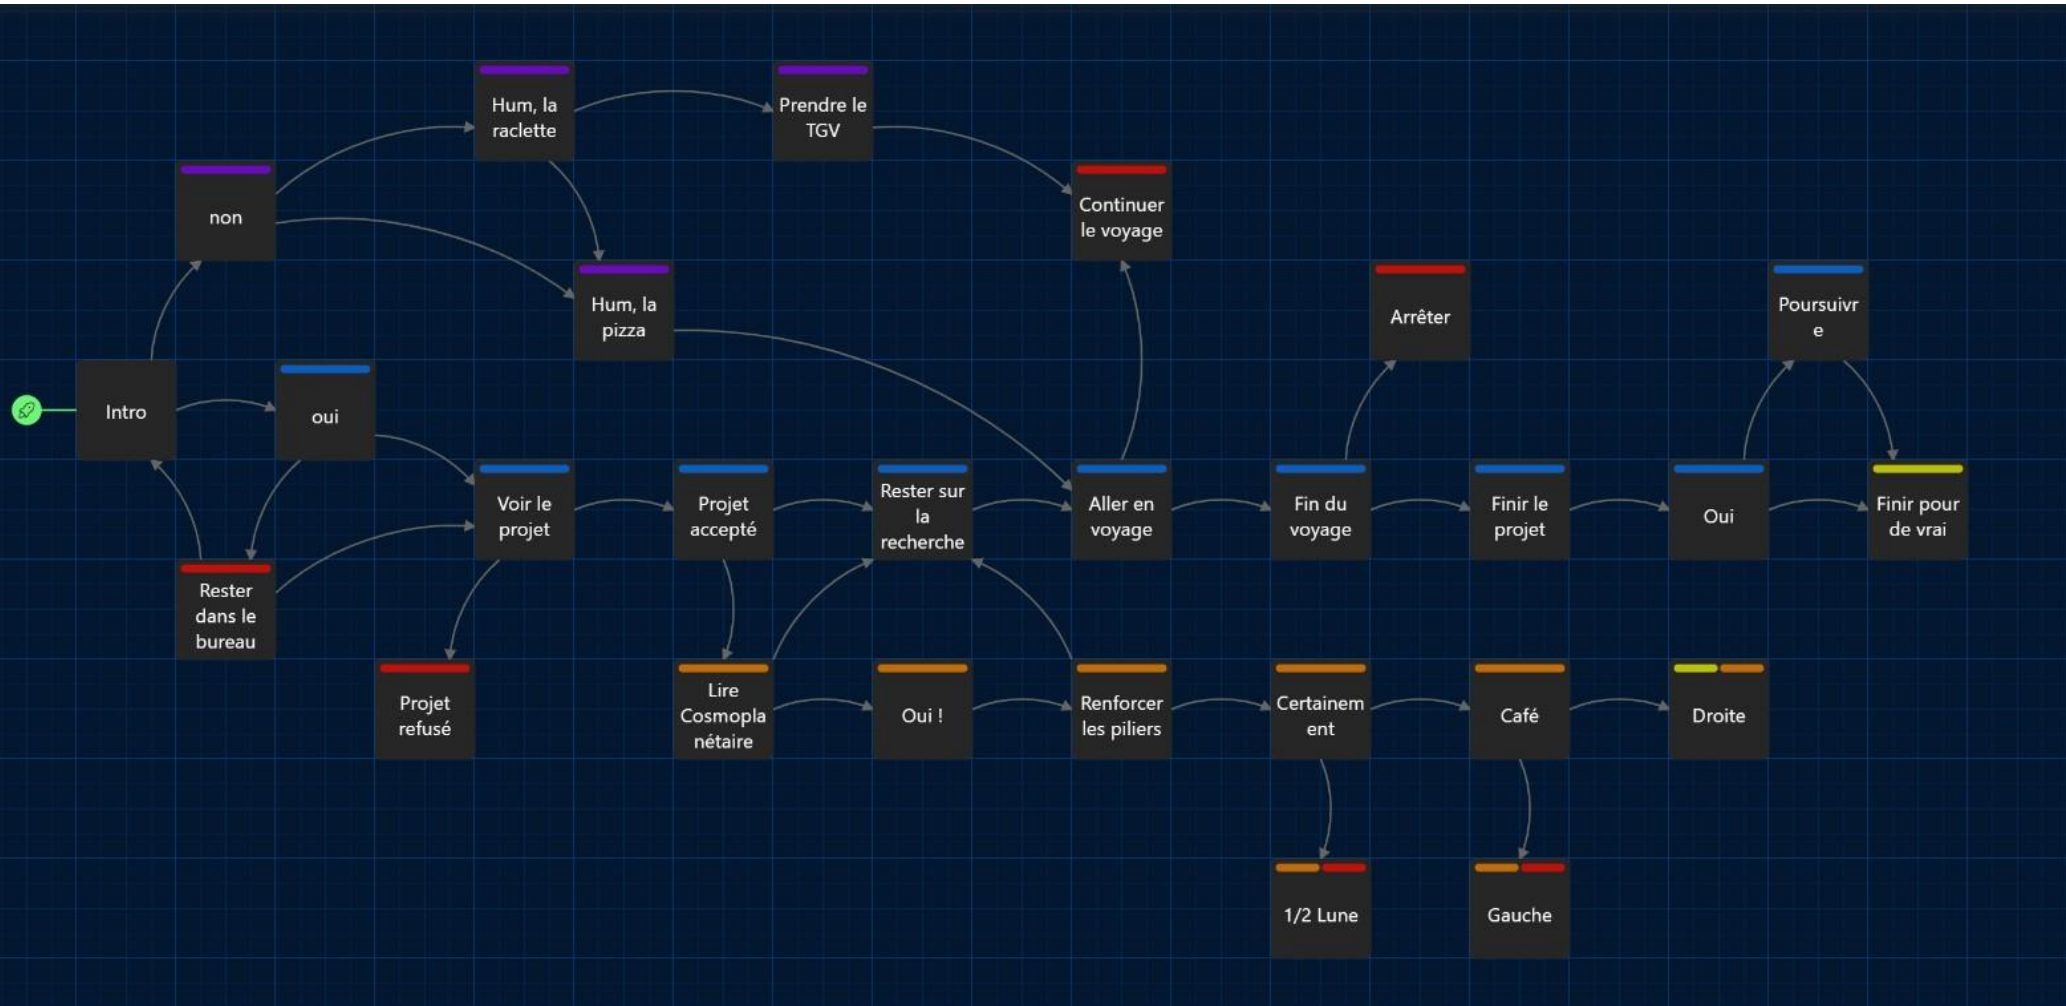 Hum, la
raclette
Prendre le
TGV
non
Continuer
le voyage
Hum, la
pizza
Arrêter
Poursuivr
e
Intro
oui
Voir le
projet
Projet
accepté
Rester sur
la
recherche
Aller en
voyage
Fin du
voyage
Finir le
projet
Oui
Finir pour
de vrai
Rester
dans le
bureau
Projet
refusé
Lire
Cosmopla
nétaire
Oui !
Renforcer
les piliers
Certainem
ent
Café
Droite
1/2 Lune
Gauche